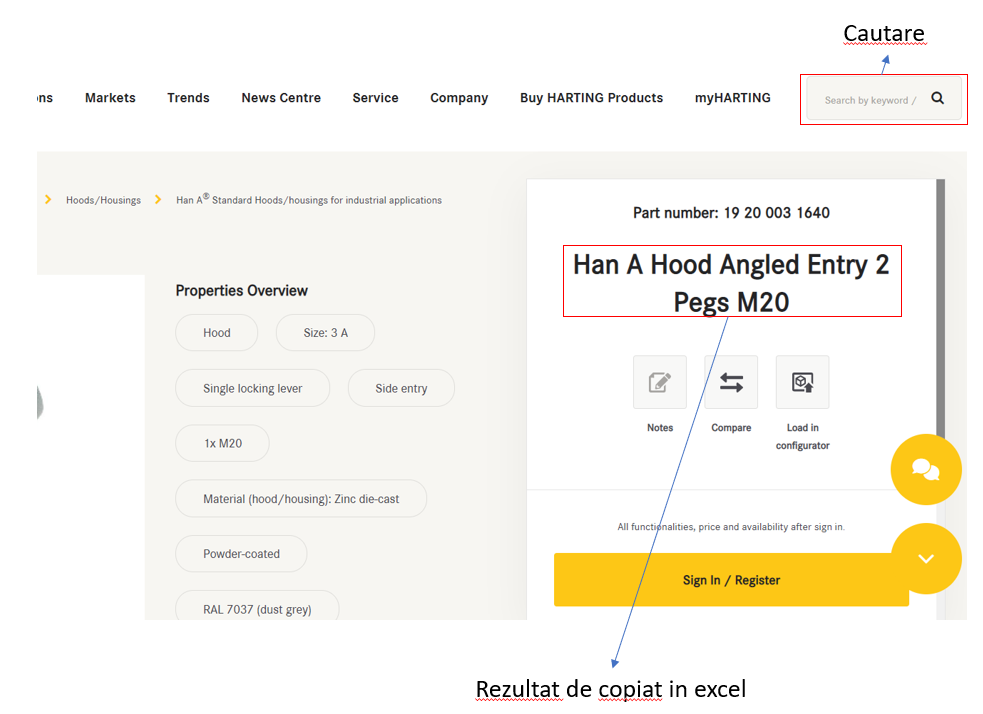 Cautare
ons Markets Trends News Centre Service Company Buy HARTING Products myHARTING Search by keyword /
Hoods/Housings Han A® Standard Hoods/housings for industrial applications
Part number: 19 20 003 1640
Han A Hood Angled Entry 2
Pegs M20
Properties Overview
Hood Size: 3 A
Single locking lever Side entry
1x M20
Material (hood/housing): Zinc die-cast
Powder-coated
RAL 7037 (dust grey)
Notes Compare Load in
configurator
All functionalities, price and availability after sign in.
Sign In / Register
Rezultat de copiat in excel